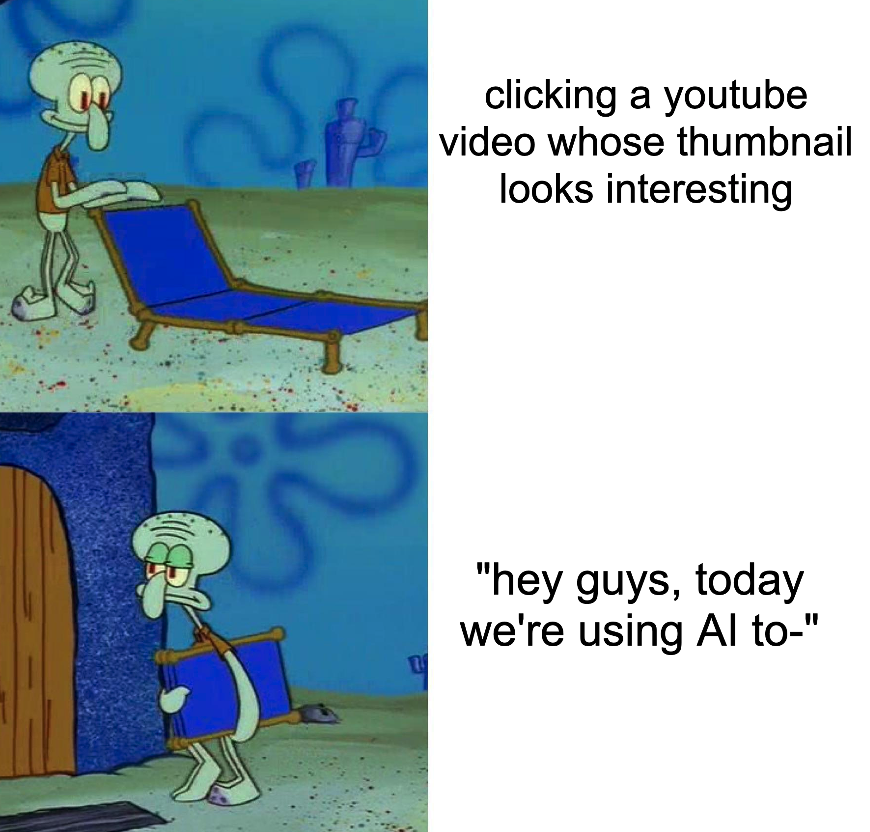 clicking a youtube
video whose thumbnail
looks interesting
"hey guys, today
we're using AI to-"